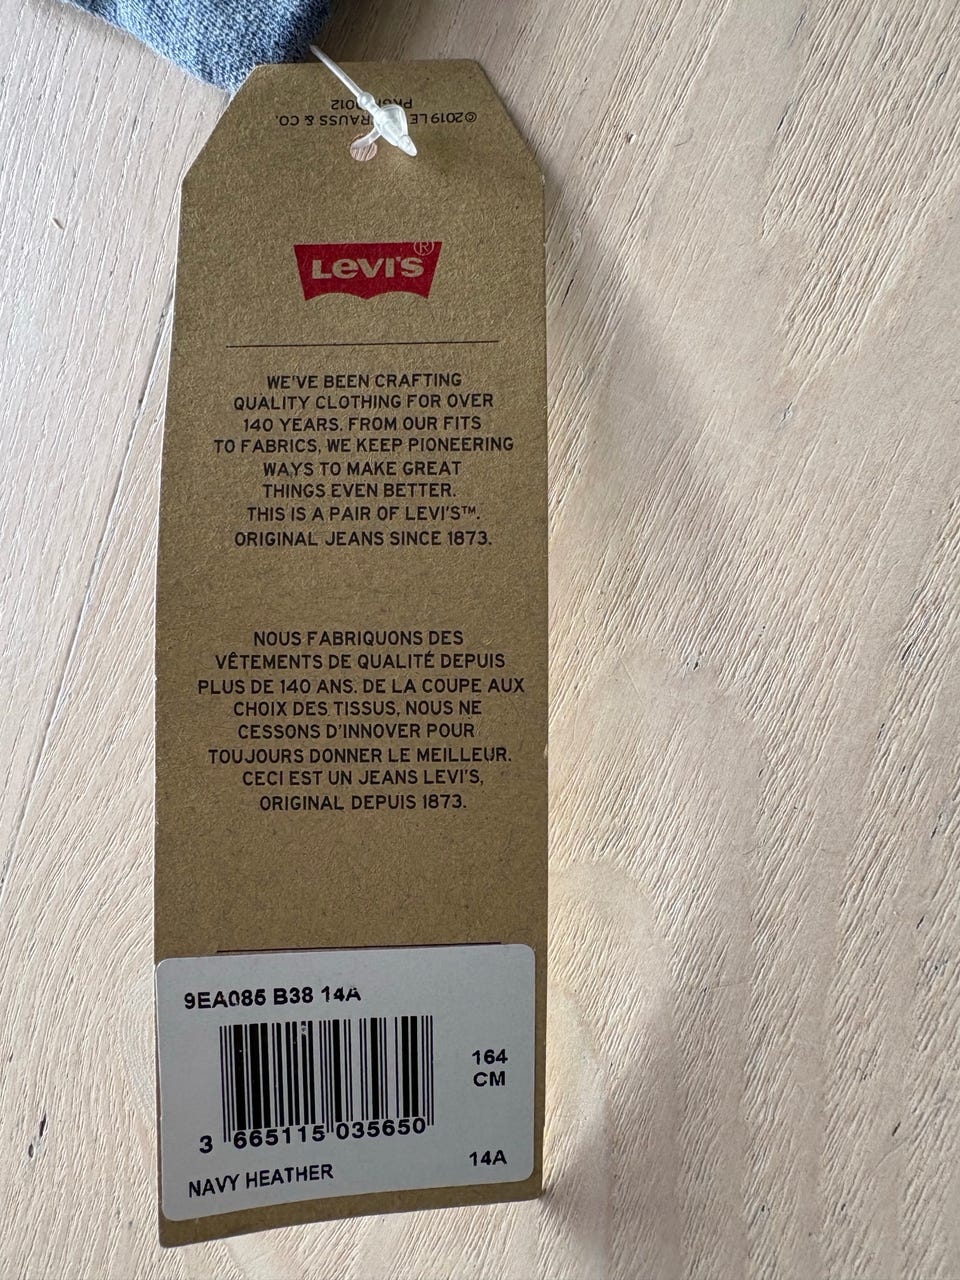 ©2019 LE RAUSS & CO.
Levi's®
WE'VE BEEN CRAFTING
QUALITY CLOTHING FOR OVER
140 YEARS. FROM OUR FITS
TO FABRICS, WE KEEP PIONEERING
WAYS TO MAKE GREAT
THINGS EVEN BETTER.
THIS IS A PAIR OF LEVI'S™.
ORIGINAL JEANS SINCE 1873.
NOUS FABRIQUONS DES
VÊTEMENTS DE QUALITÉ DEPUIS
PLUS DE 140 ANS. DE LA COUPE AUX
CHOIX DES TISSUS, NOUS NE
CESSONS D'INNOVER POUR
TOUJOURS DONNER LE MEILLEUR.
CECI EST UN JEANS LEVI'S,
ORIGINAL DEPUIS 1873.
9EA085 B38 14A
164
CM
3 665115 035650
NAVY HEATHER
14A